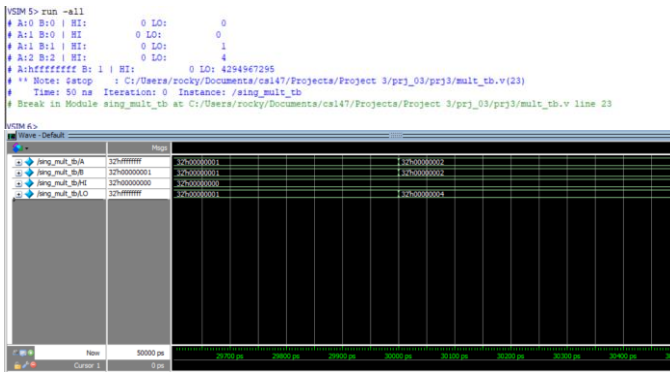 VSIM 5> run -all
# A:0 B:0 | HI: 0 LO: 0
# A:1 B:0 | HI 0 LO: 0
# A:1 B:1 | HI: 0 LO: 1
# A:2 B:2 | HI: 0 LO: 4
# A:hffffffff B: 1 | HI: 0 LO: 4294967295
# ** Note: $stop : C:/Users/rocky/Documents/cs147/Projects/Project 3/prj_03/prj3/mult_tb.v(23)
# Time: 50 ns Iteration: 0 Instance: /sing_mult_tb
# Break in Module sing_mult_tb at C:/Users/rocky/Documents/cs147/Projects/Project 3/prj_03/prj3/mult_tb.v line 23
VSIM 6>
Wave - Default
Msgs
/sing_mult_tb/A 32'hffffffff 32'h00000001 32'h00000002
/sing_mult_tb/B 32'h00000001 32'h00000001 32'h00000002
/sing_mult_tb/HI 32'h00000000 32'h00000000
/sing_mult_tb/LO 32'hffffffff 32'h00000001 32'h00000004
Now 50000 ps 29700 ps 29800 ps 29900 ps 30000 ps 30100 ps 30200 ps 30300 ps 30400 ps
Cursor 1 0 ps